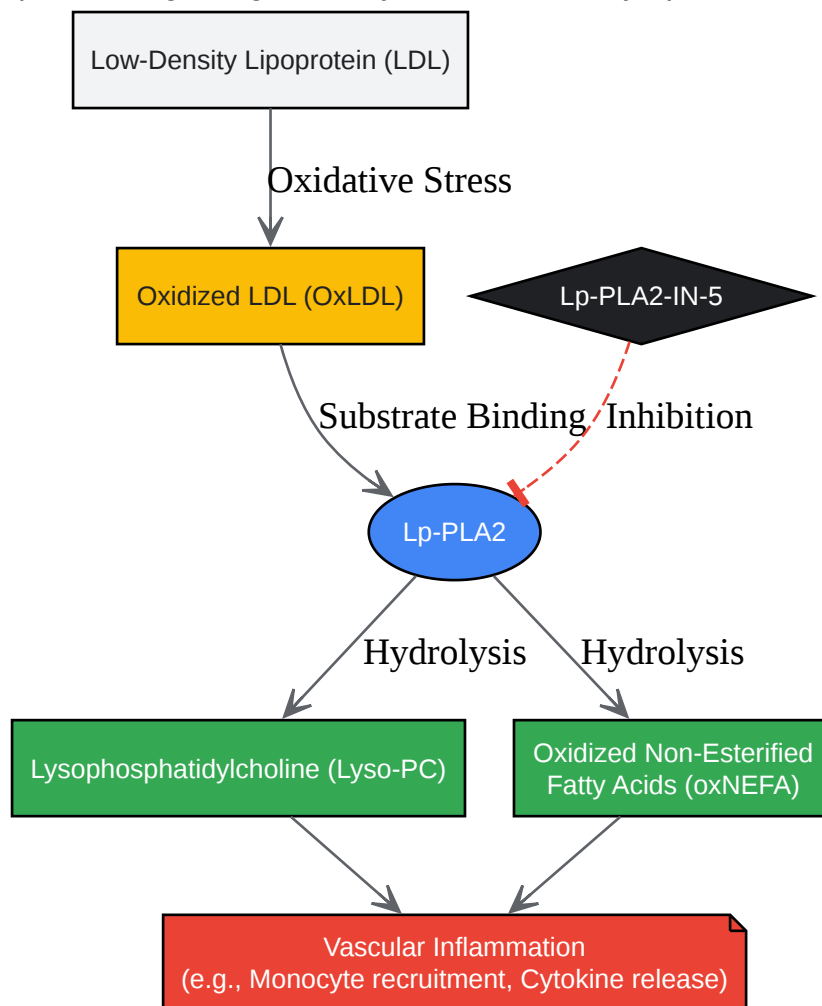 Low-Density Lipoprotein (LDL)
Oxidative Stress
Oxidized LDL (OxLDL)
Lp-PLA2-IN-5
Substrate Binding
Inhibition
Lp-PLA2
Hydrolysis
Hydrolysis
Lysophosphatidylcholine (Lyso-PC)
Oxidized Non-Esterified
Fatty Acids (oxNEFA)
Vascular Inflammation
(e.g., Monocyte recruitment, Cytokine release)